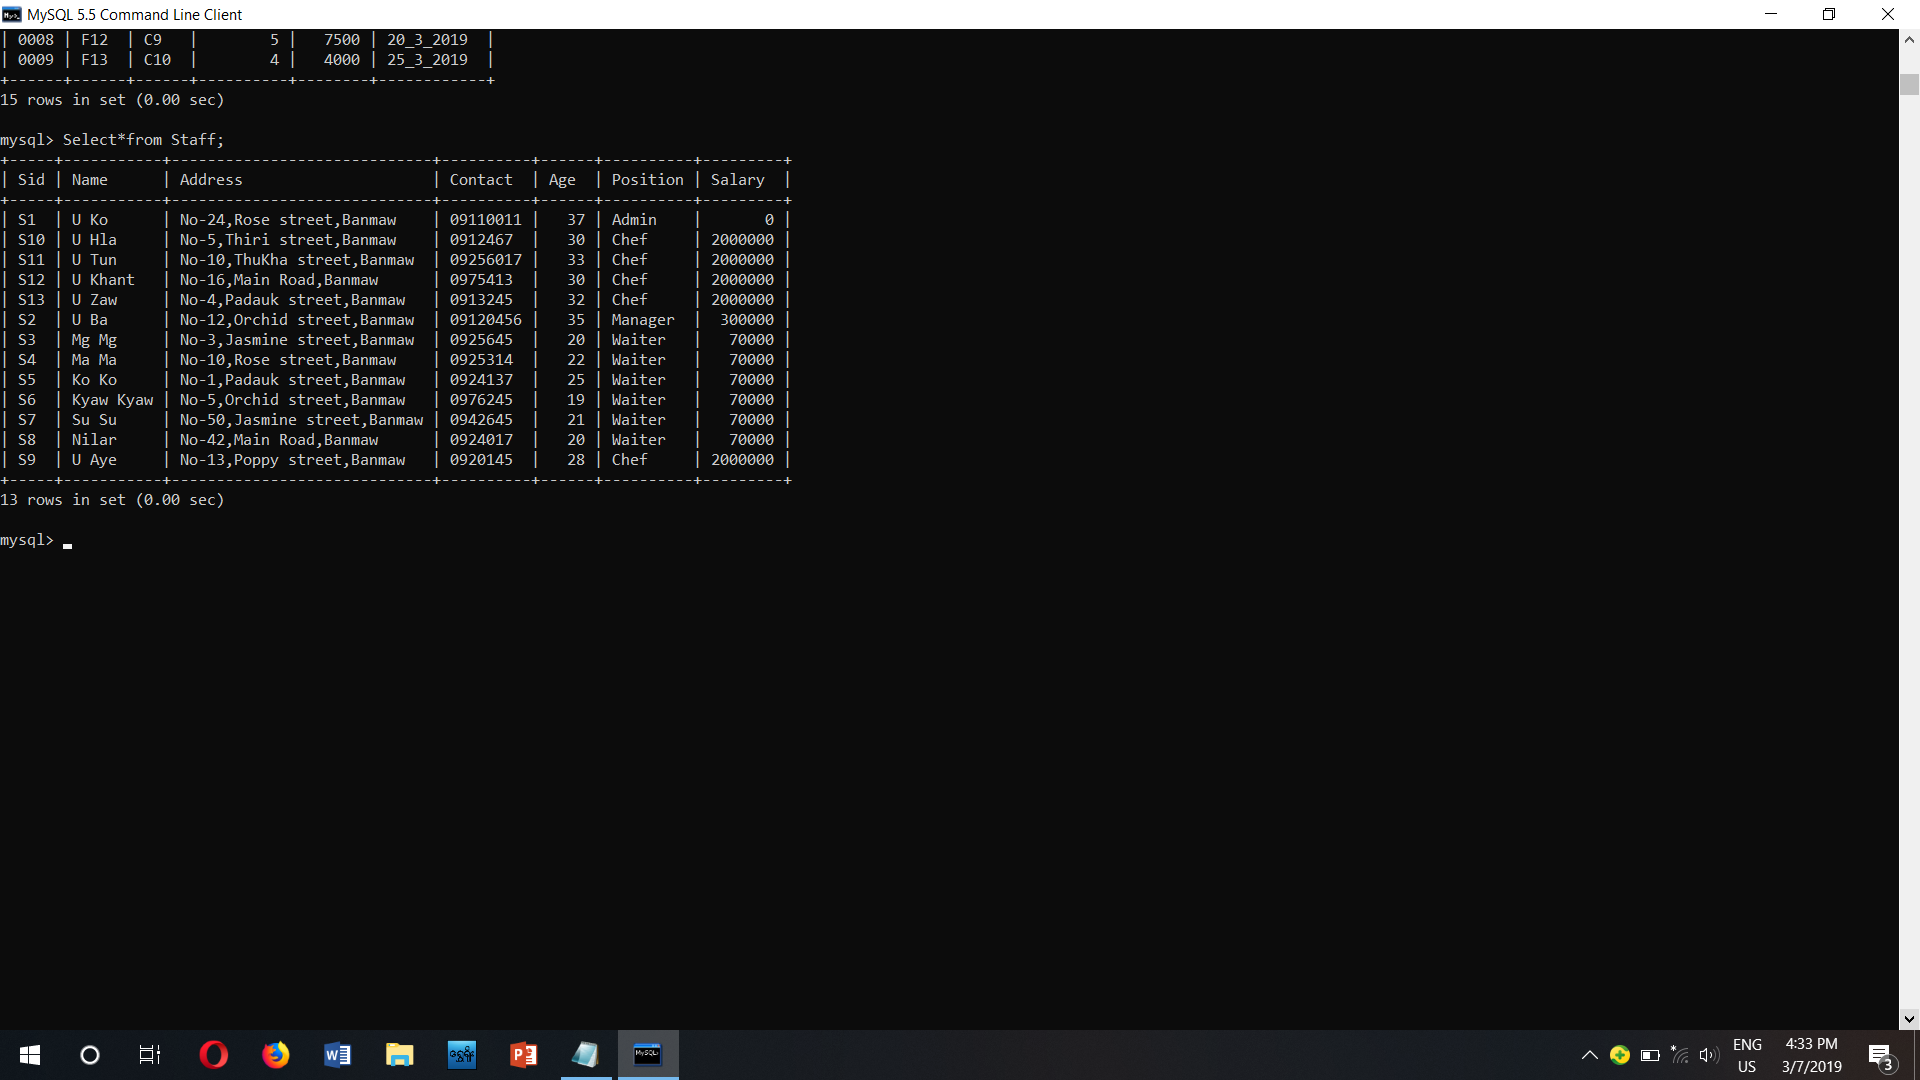 MySQL 5.5 Command Line Client
| 0008 | F12  | C9   |        5 |   7500 | 20_3_2019  |
| 0009 | F13  | C10  |        4 |   4000 | 25_3_2019  |
+------+------+------+----------+--------+------------+
15 rows in set (0.00 sec)
mysql> Select*from Staff;
+-----+-----------+-----------------------------+----------+------+----------+---------+
| Sid | Name      | Address                     | Contact  | Age  | Position | Salary  |
+-----+-----------+-----------------------------+----------+------+----------+---------+
| S1  | U Ko      | No-24,Rose street,Banmaw    | 09110011 |   37 | Admin    |       0 |
| S10 | U Hla     | No-5,Thiri street,Banmaw    | 0912467  |   30 | Chef     | 2000000 |
| S11 | U Tun     | No-10,ThuKha street,Banmaw  | 09256017 |   33 | Chef     | 2000000 |
| S12 | U Khant   | No-16,Main Road,Banmaw      | 0975413  |   30 | Chef     | 2000000 |
| S13 | U Zaw     | No-4,Padauk street,Banmaw   | 0913245  |   32 | Chef     | 2000000 |
| S2  | U Ba      | No-12,Orchid street,Banmaw  | 09120456 |   35 | Manager  |  300000 |
| S3  | Mg Mg     | No-3,Jasmine street,Banmaw  | 0925645  |   20 | Waiter   |   70000 |
| S4  | Ma Ma     | No-10,Rose street,Banmaw    | 0925314  |   22 | Waiter   |   70000 |
| S5  | Ko Ko     | No-1,Padauk street,Banmaw   | 0924137  |   25 | Waiter   |   70000 |
| S6  | Kyaw Kyaw | No-5,Orchid street,Banmaw   | 0976245  |   19 | Waiter   |   70000 |
| S7  | Su Su     | No-50,Jasmine street,Banmaw | 0942645  |   21 | Waiter   |   70000 |
| S8  | Nilar     | No-42,Main Road,Banmaw      | 0924017  |   20 | Waiter   |   70000 |
| S9  | U Aye     | No-13,Poppy street,Banmaw   | 0920145  |   28 | Chef     | 2000000 |
+-----+-----------+-----------------------------+----------+------+----------+---------+
13 rows in set (0.00 sec)
mysql> _
ENG
US
4:33 PM
3/7/2019
3